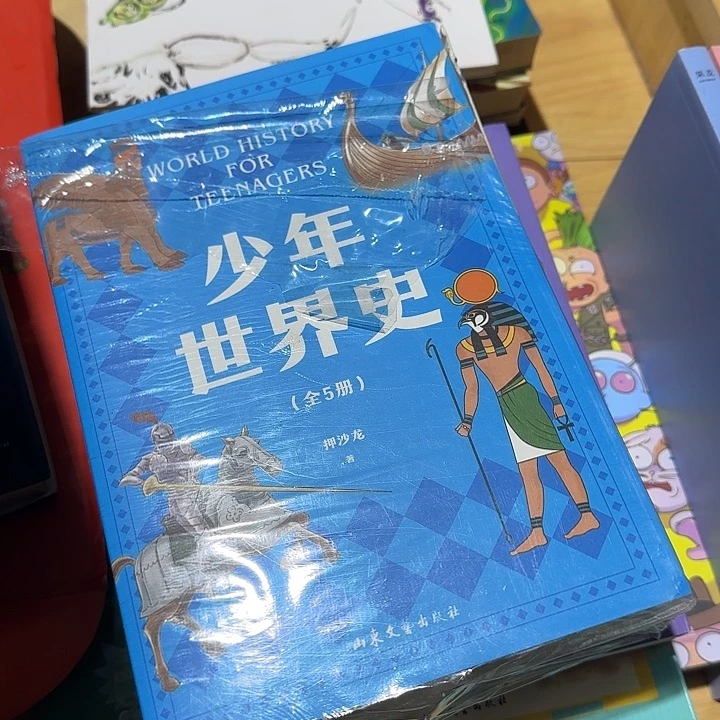 WORLD HISTORY
FOR
TEENAGERS
少年
世界史
(全5册)
押沙龙
著
山东文艺出版社